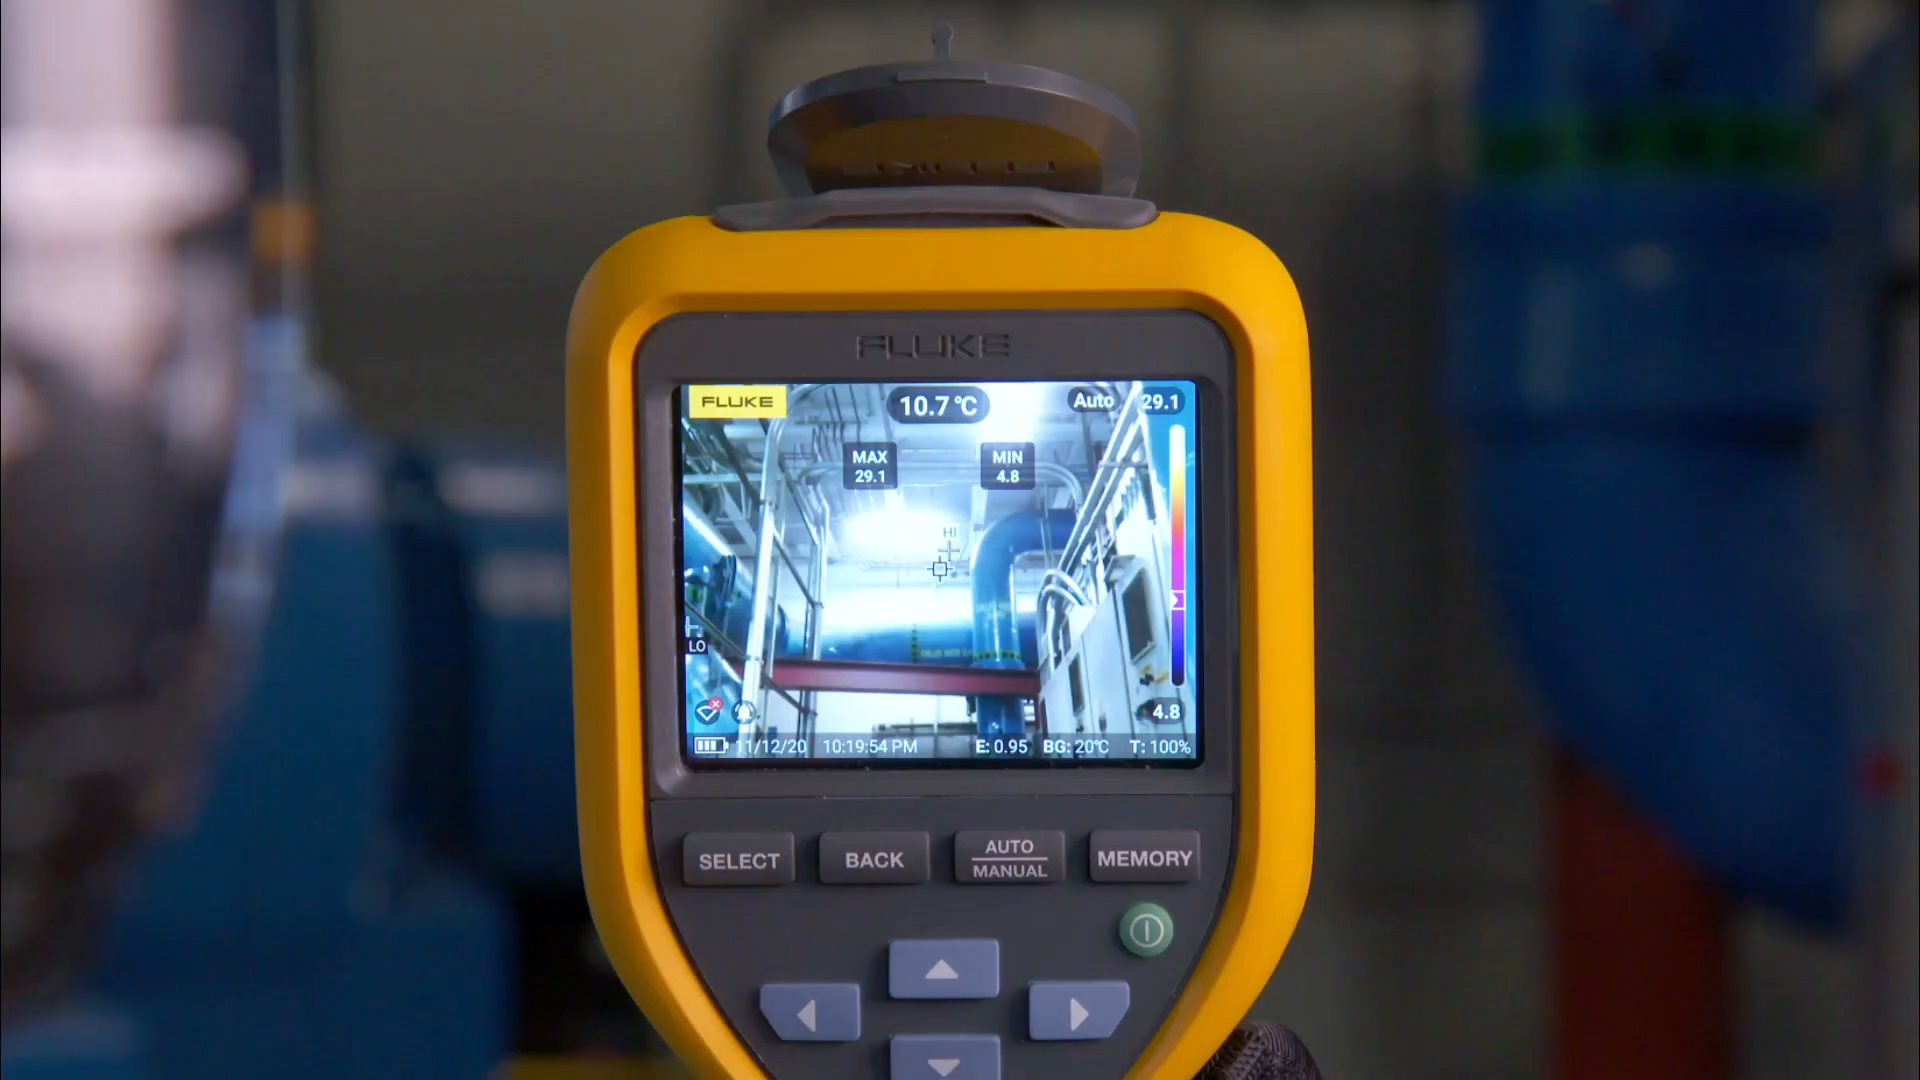 FLUKE
FLUKE
10.7 °C
Auto
29.1
MAX
29.1
MIN
4.8
HI
LO
4.8
11/12/20 10:19:54 PM E: 0.95 BG: 20°C T: 100%
SELECT
BACK
AUTO
MANUAL
MEMORY